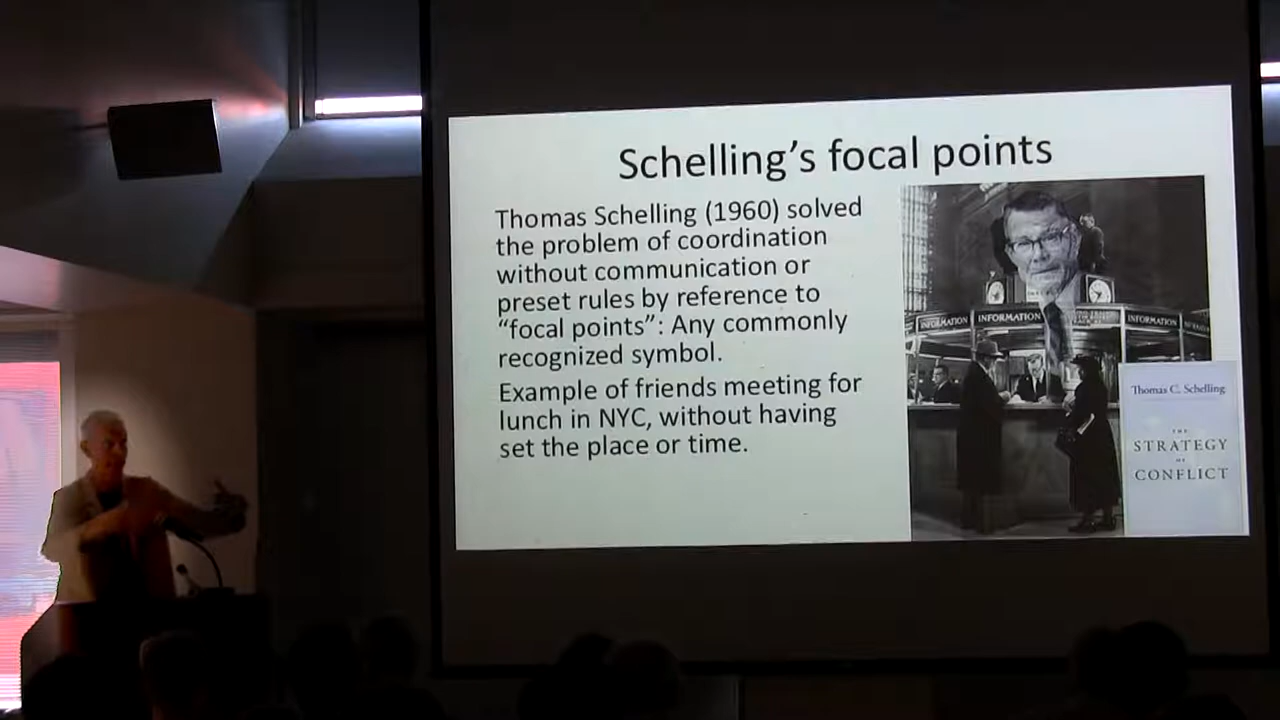 Schelling's focal points
Thomas Schelling (1960) solved
the problem of coordination
without communication or
preset rules by reference to
“focal points”: Any commonly
recognized symbol.
Example of friends meeting for
lunch in NYC, without having
set the place or time.
INFORMATION
INFORMATION
INFORMATION
Thomas C. Schelling
THE
STRATEGY
OF
CONFLICT